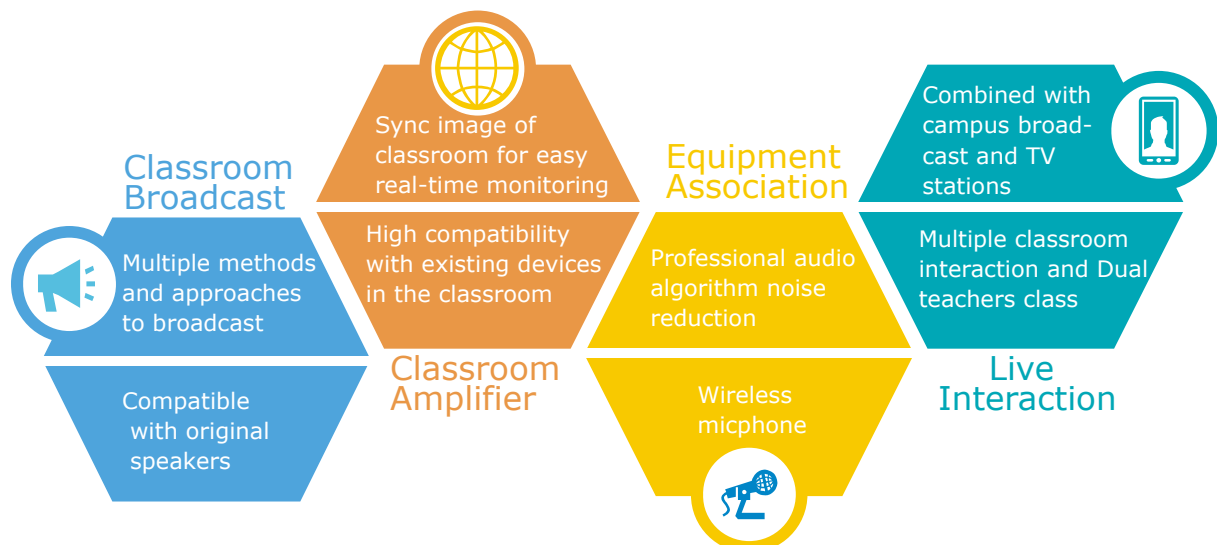 Classroom
Broadcast
Multiple methods
and approaches
to broadcast
Compatible
with original
speakers
Sync image of
classroom for easy
real-time monitoring
High compatibility
with existing devices
in the classroom
Classroom
Amplifier
Equipment
Association
Professional audio
algorithm noise
reduction
Wireless
micphone
Combined with
campus broad-
cast and TV
stations
Multiple classroom
interaction and Dual
teachers class
Live
Interaction